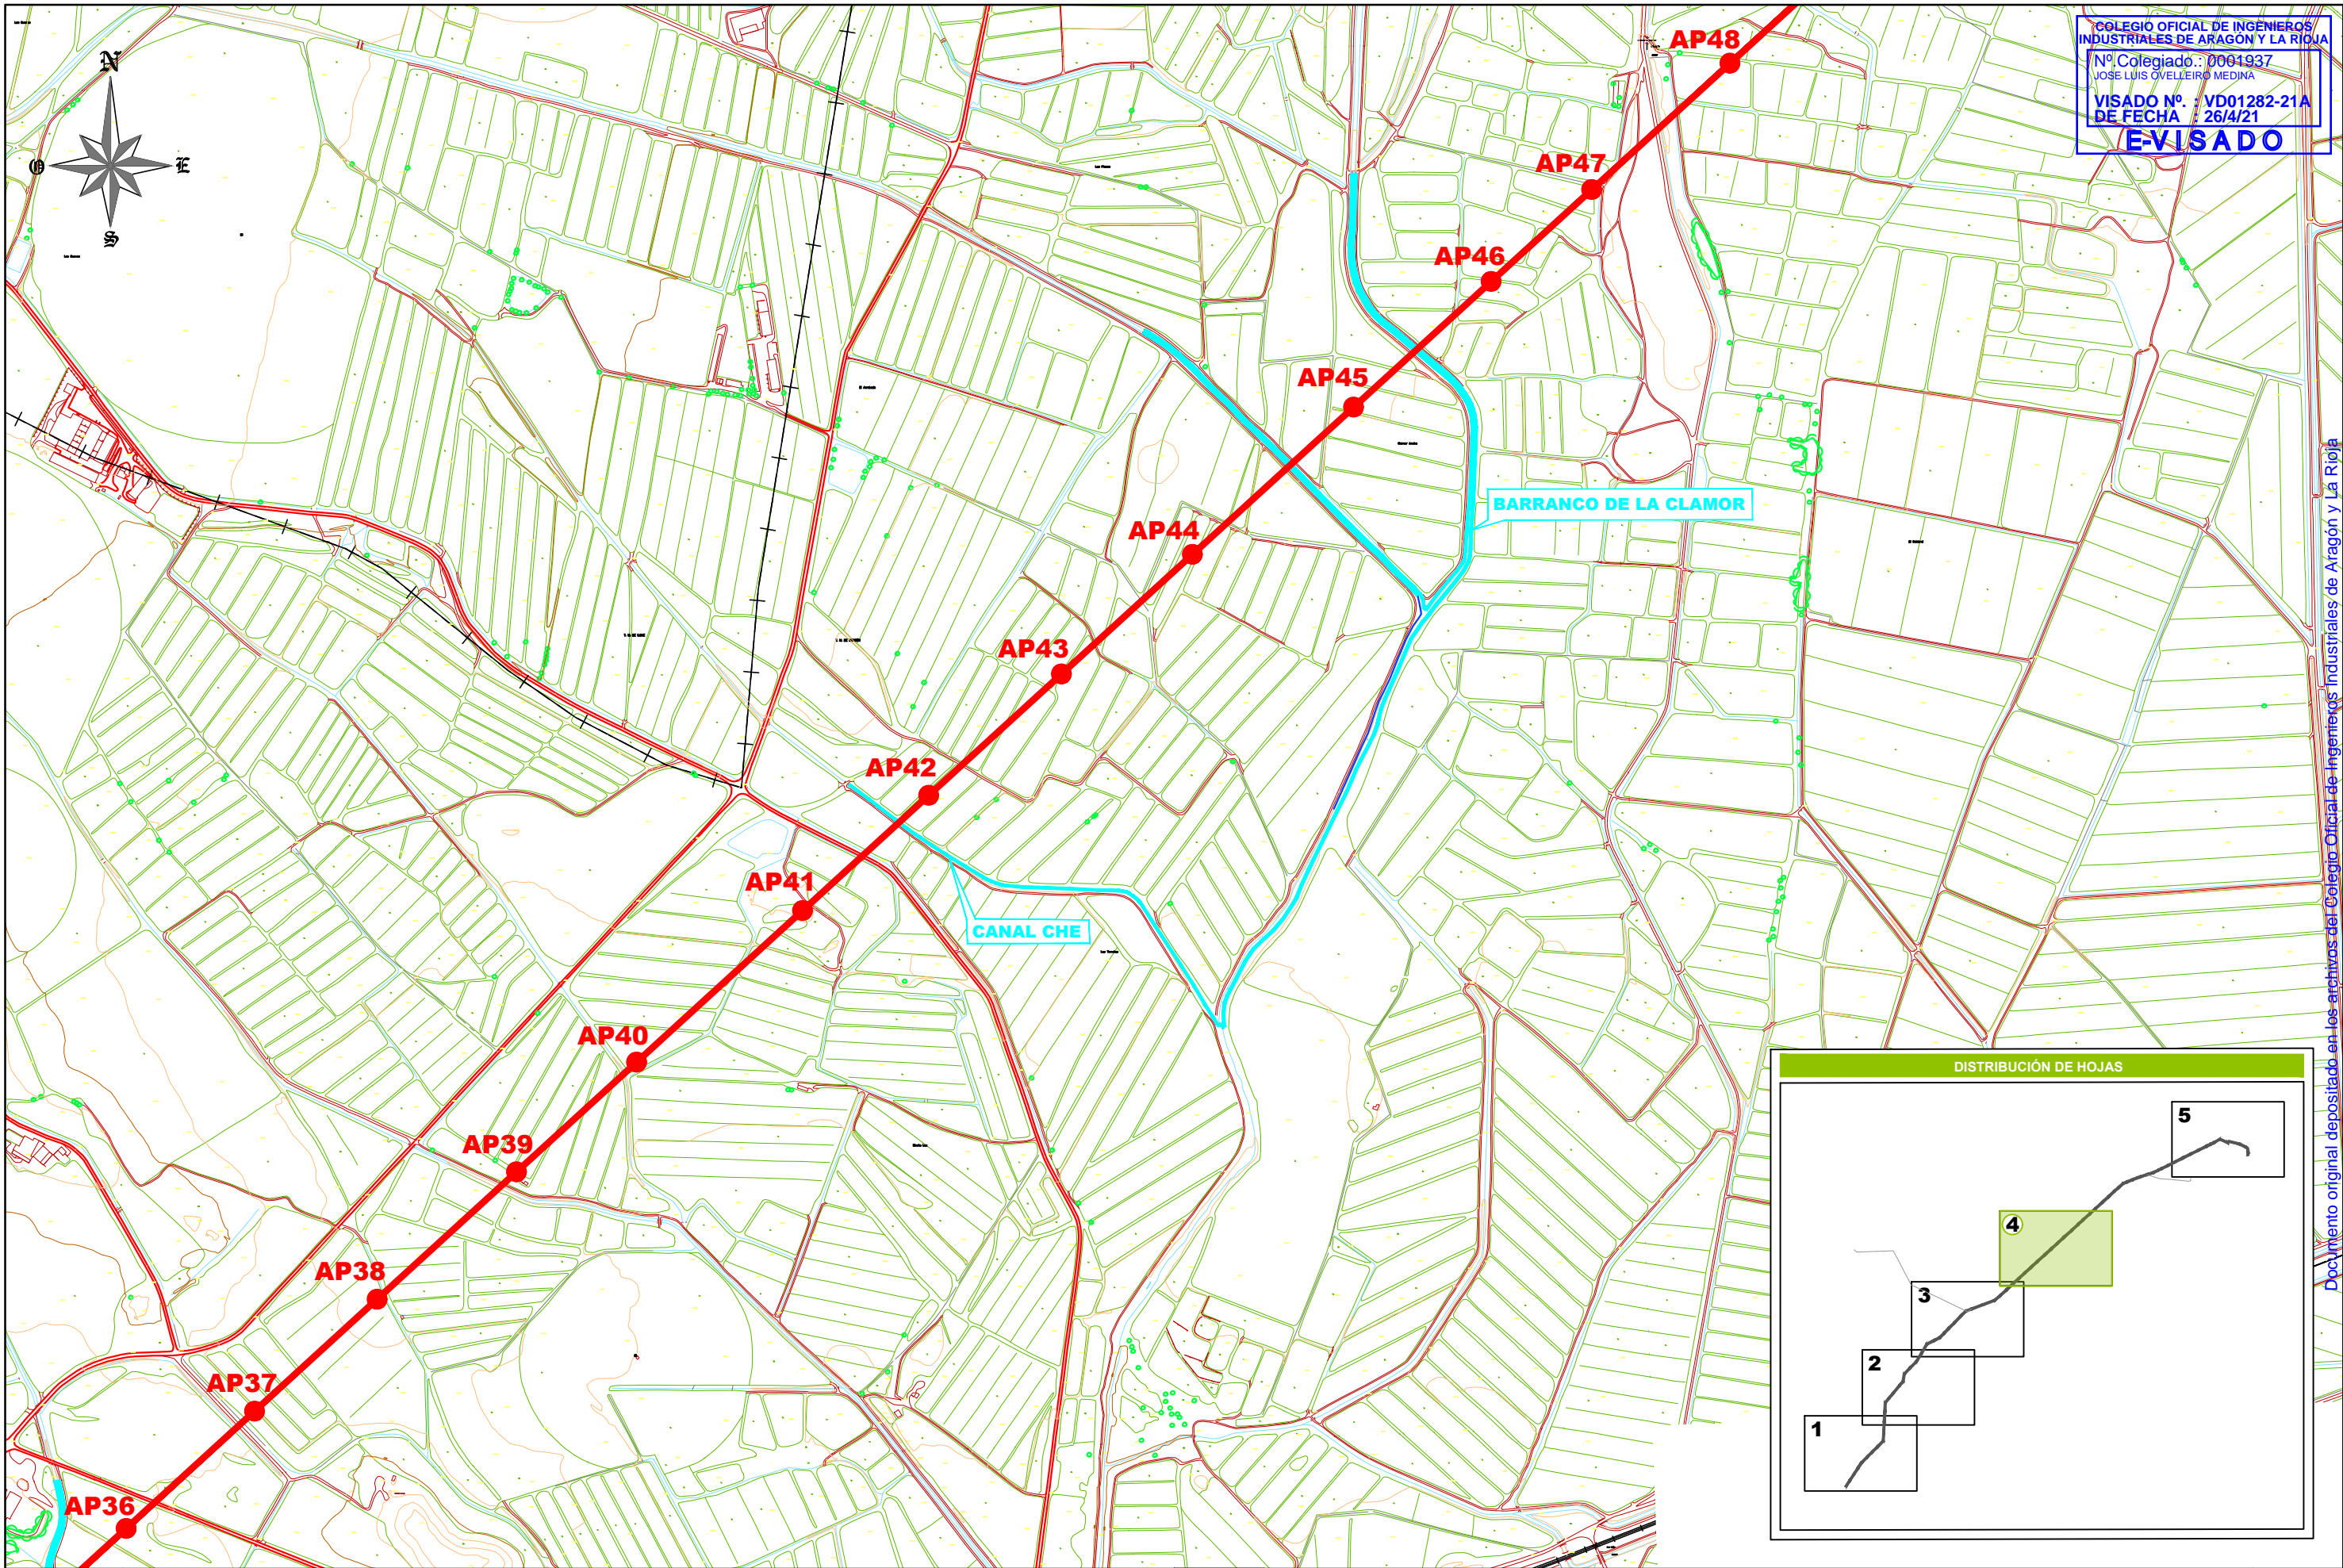 N
O
E
S
COLEGIO OFICIAL DE INGENIEROS
INDUSTRIALES DE ARAGÓN Y LA RIOJA
Nº.Colegiado.: 0001937
JOSE LUIS OVELLEIRO MEDINA
VISADO Nº. : VD01282-21A
DE FECHA : 26/4/21
E-VISADO
AP48
AP47
AP46
AP45
BARRANCO DE LA CLAMOR
AP44
AP43
AP42
AP41
CANAL CHE
AP40
AP39
AP38
AP37
AP36
DISTRIBUCIÓN DE HOJAS
5
4
3
2
1
Documento original depositado en los archivos del Colegio Oficial de Ingenieros Industriales de Aragón y La Rioja